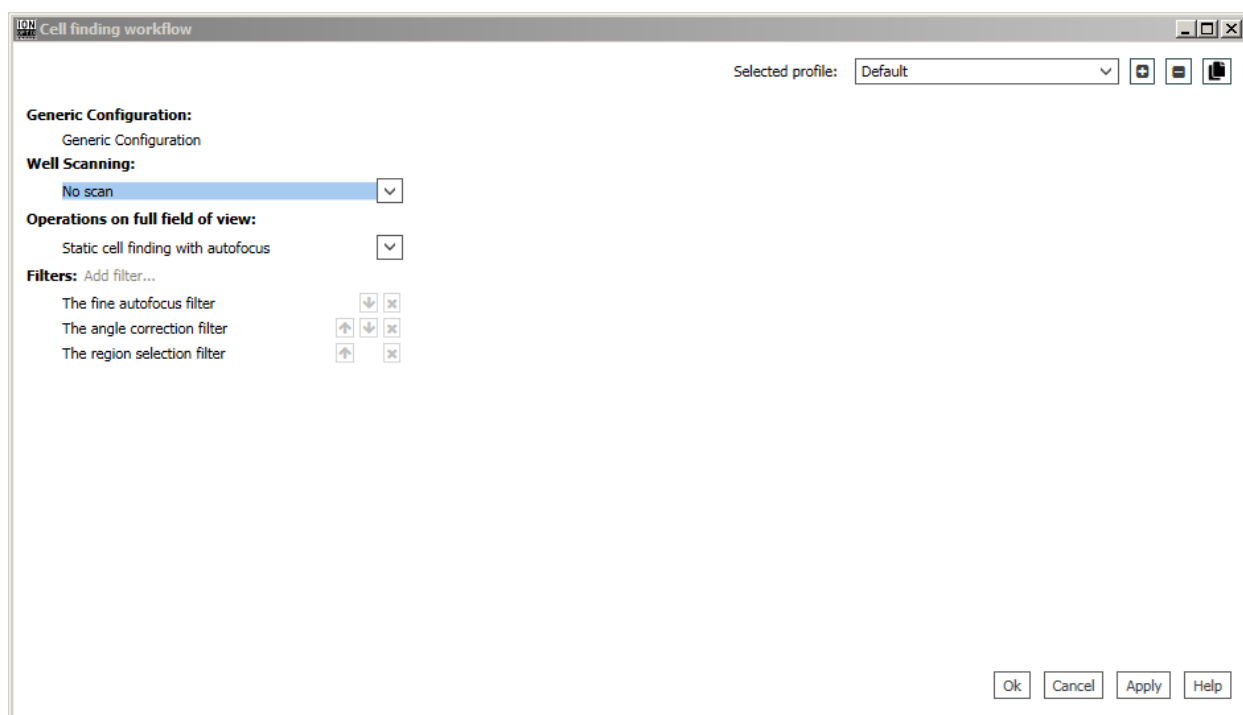 ION
OPTIX
Cell finding workflow
Selected profile: Default
Generic Configuration:
Generic Configuration
Well Scanning:
No scan
Operations on full field of view:
Static cell finding with autofocus
Filters: Add filter...
The fine autofocus filter
The angle correction filter
The region selection filter
Ok Cancel Apply Help